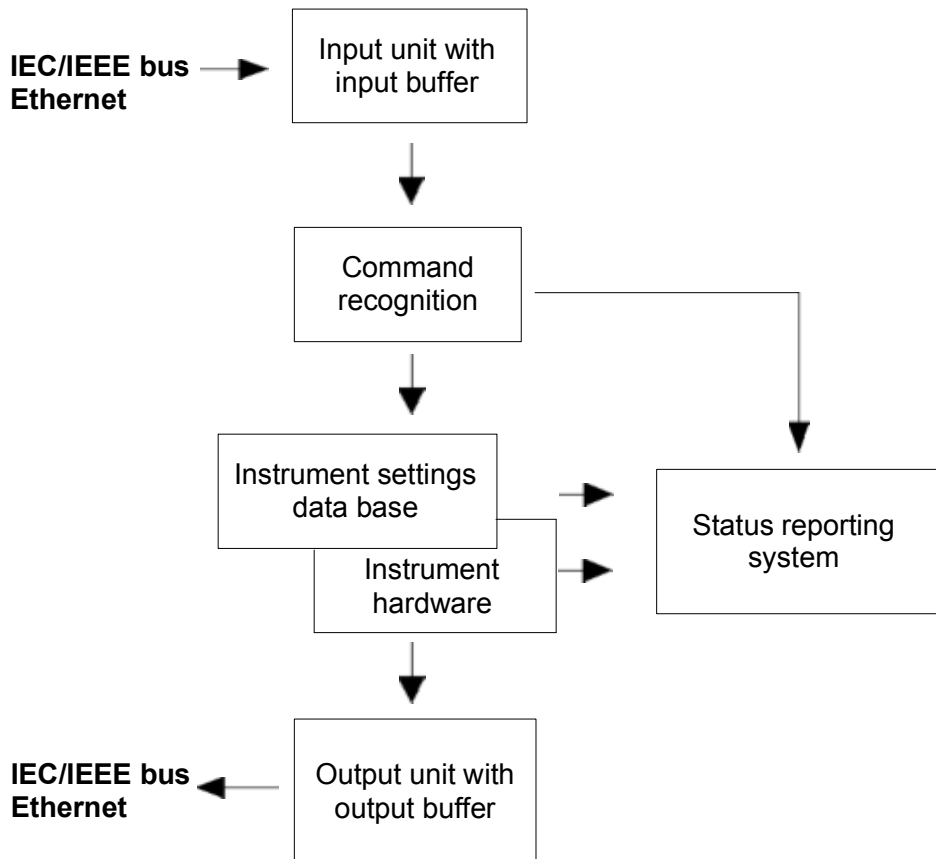 Input unit with
input buffer
IEC/IEEE bus
Ethernet
Command
recognition
Instrument settings
data base
Status reporting
system
Instrument
hardware
Output unit with
output buffer
IEC/IEEE bus
Ethernet